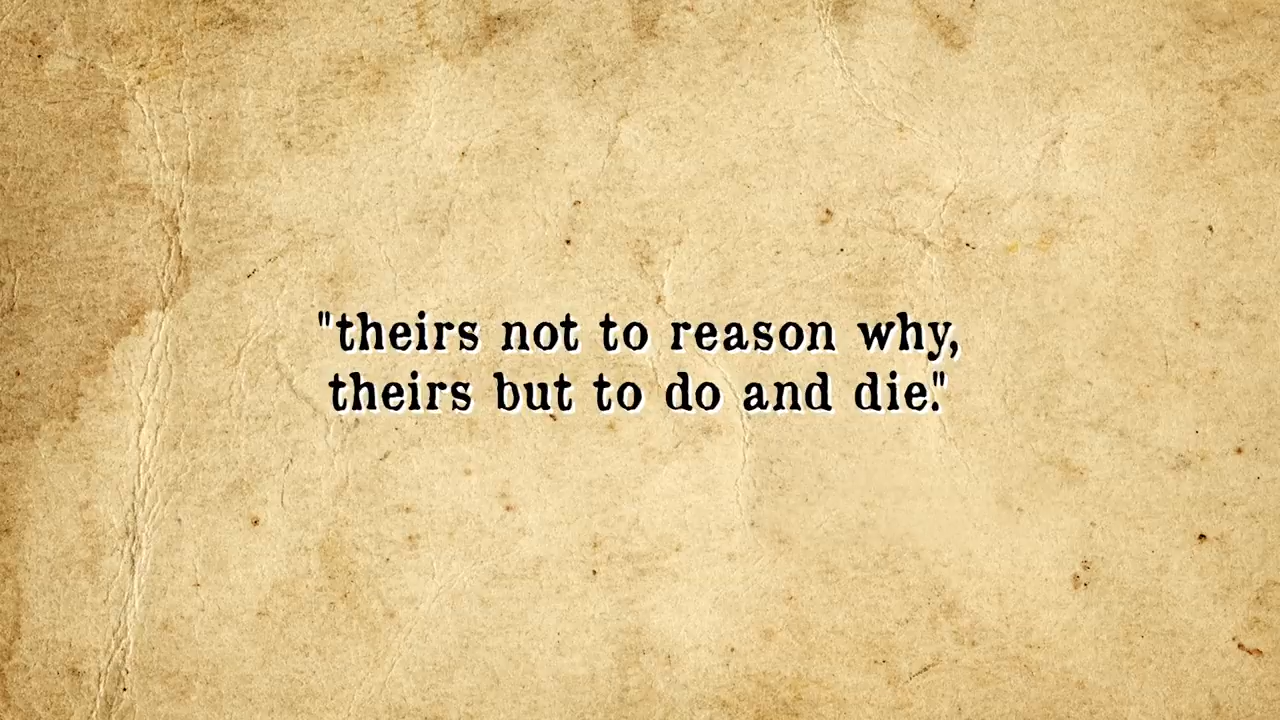 "theirs not to reason why,
theirs but to do and die."